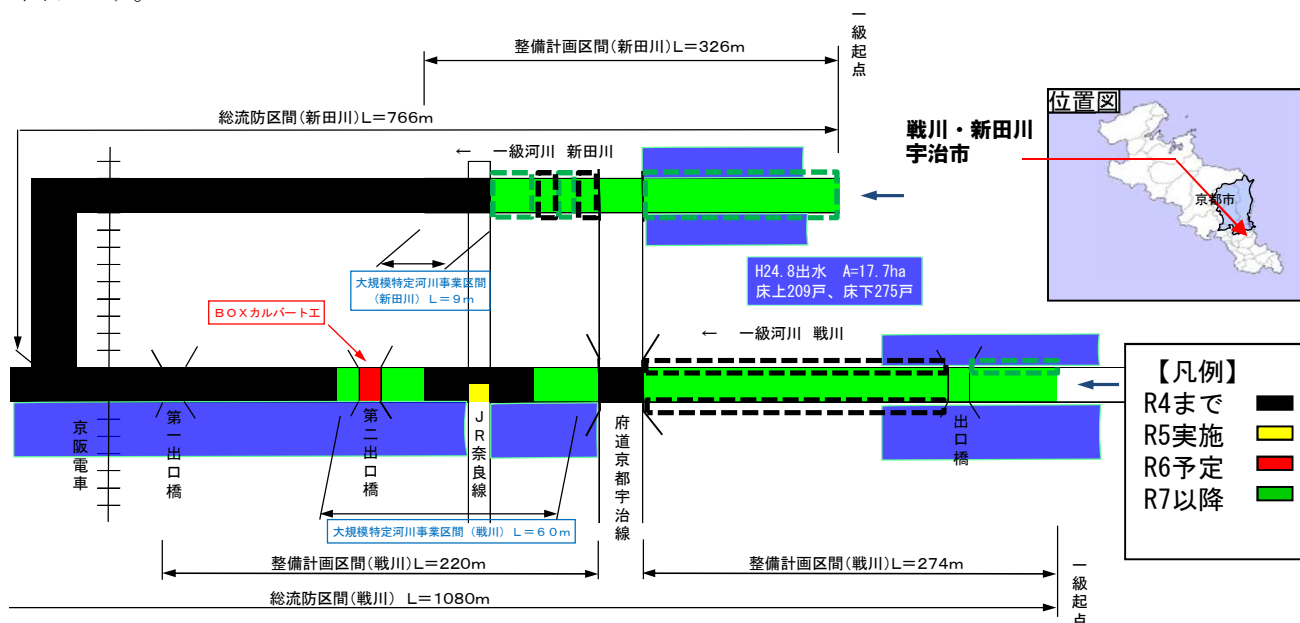 一級起点
整備計画区間(新田川)L=326m
総流防区間(新田川)L=766m
位置図
戦川・新田川
宇治市
京都市
← 一級河川 新田川
大規模特定河川事業区間
(新田川) L=9m
H24.8出水 A=17.7ha
床上209戸、床下275戸
BOXカルバート工
← 一級河川 戦川
【凡例】
R4まで
R5実施
R6予定
R7以降
京阪電車
第一出口橋
第二出口橋
JR奈良線
府道京都宇治線
出口橋
大規模特定河川事業区間 (戦川) L=60m
整備計画区間(戦川)L=220m
整備計画区間(戦川)L=274m
総流防区間(戦川) L=1080m
一級起点